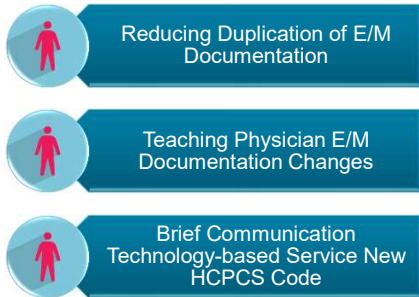 Reducing Duplication of E/M
Documentation
Teaching Physician E/M
Documentation Changes
Brief Communication
Technology-based Service New
HCPCS Code